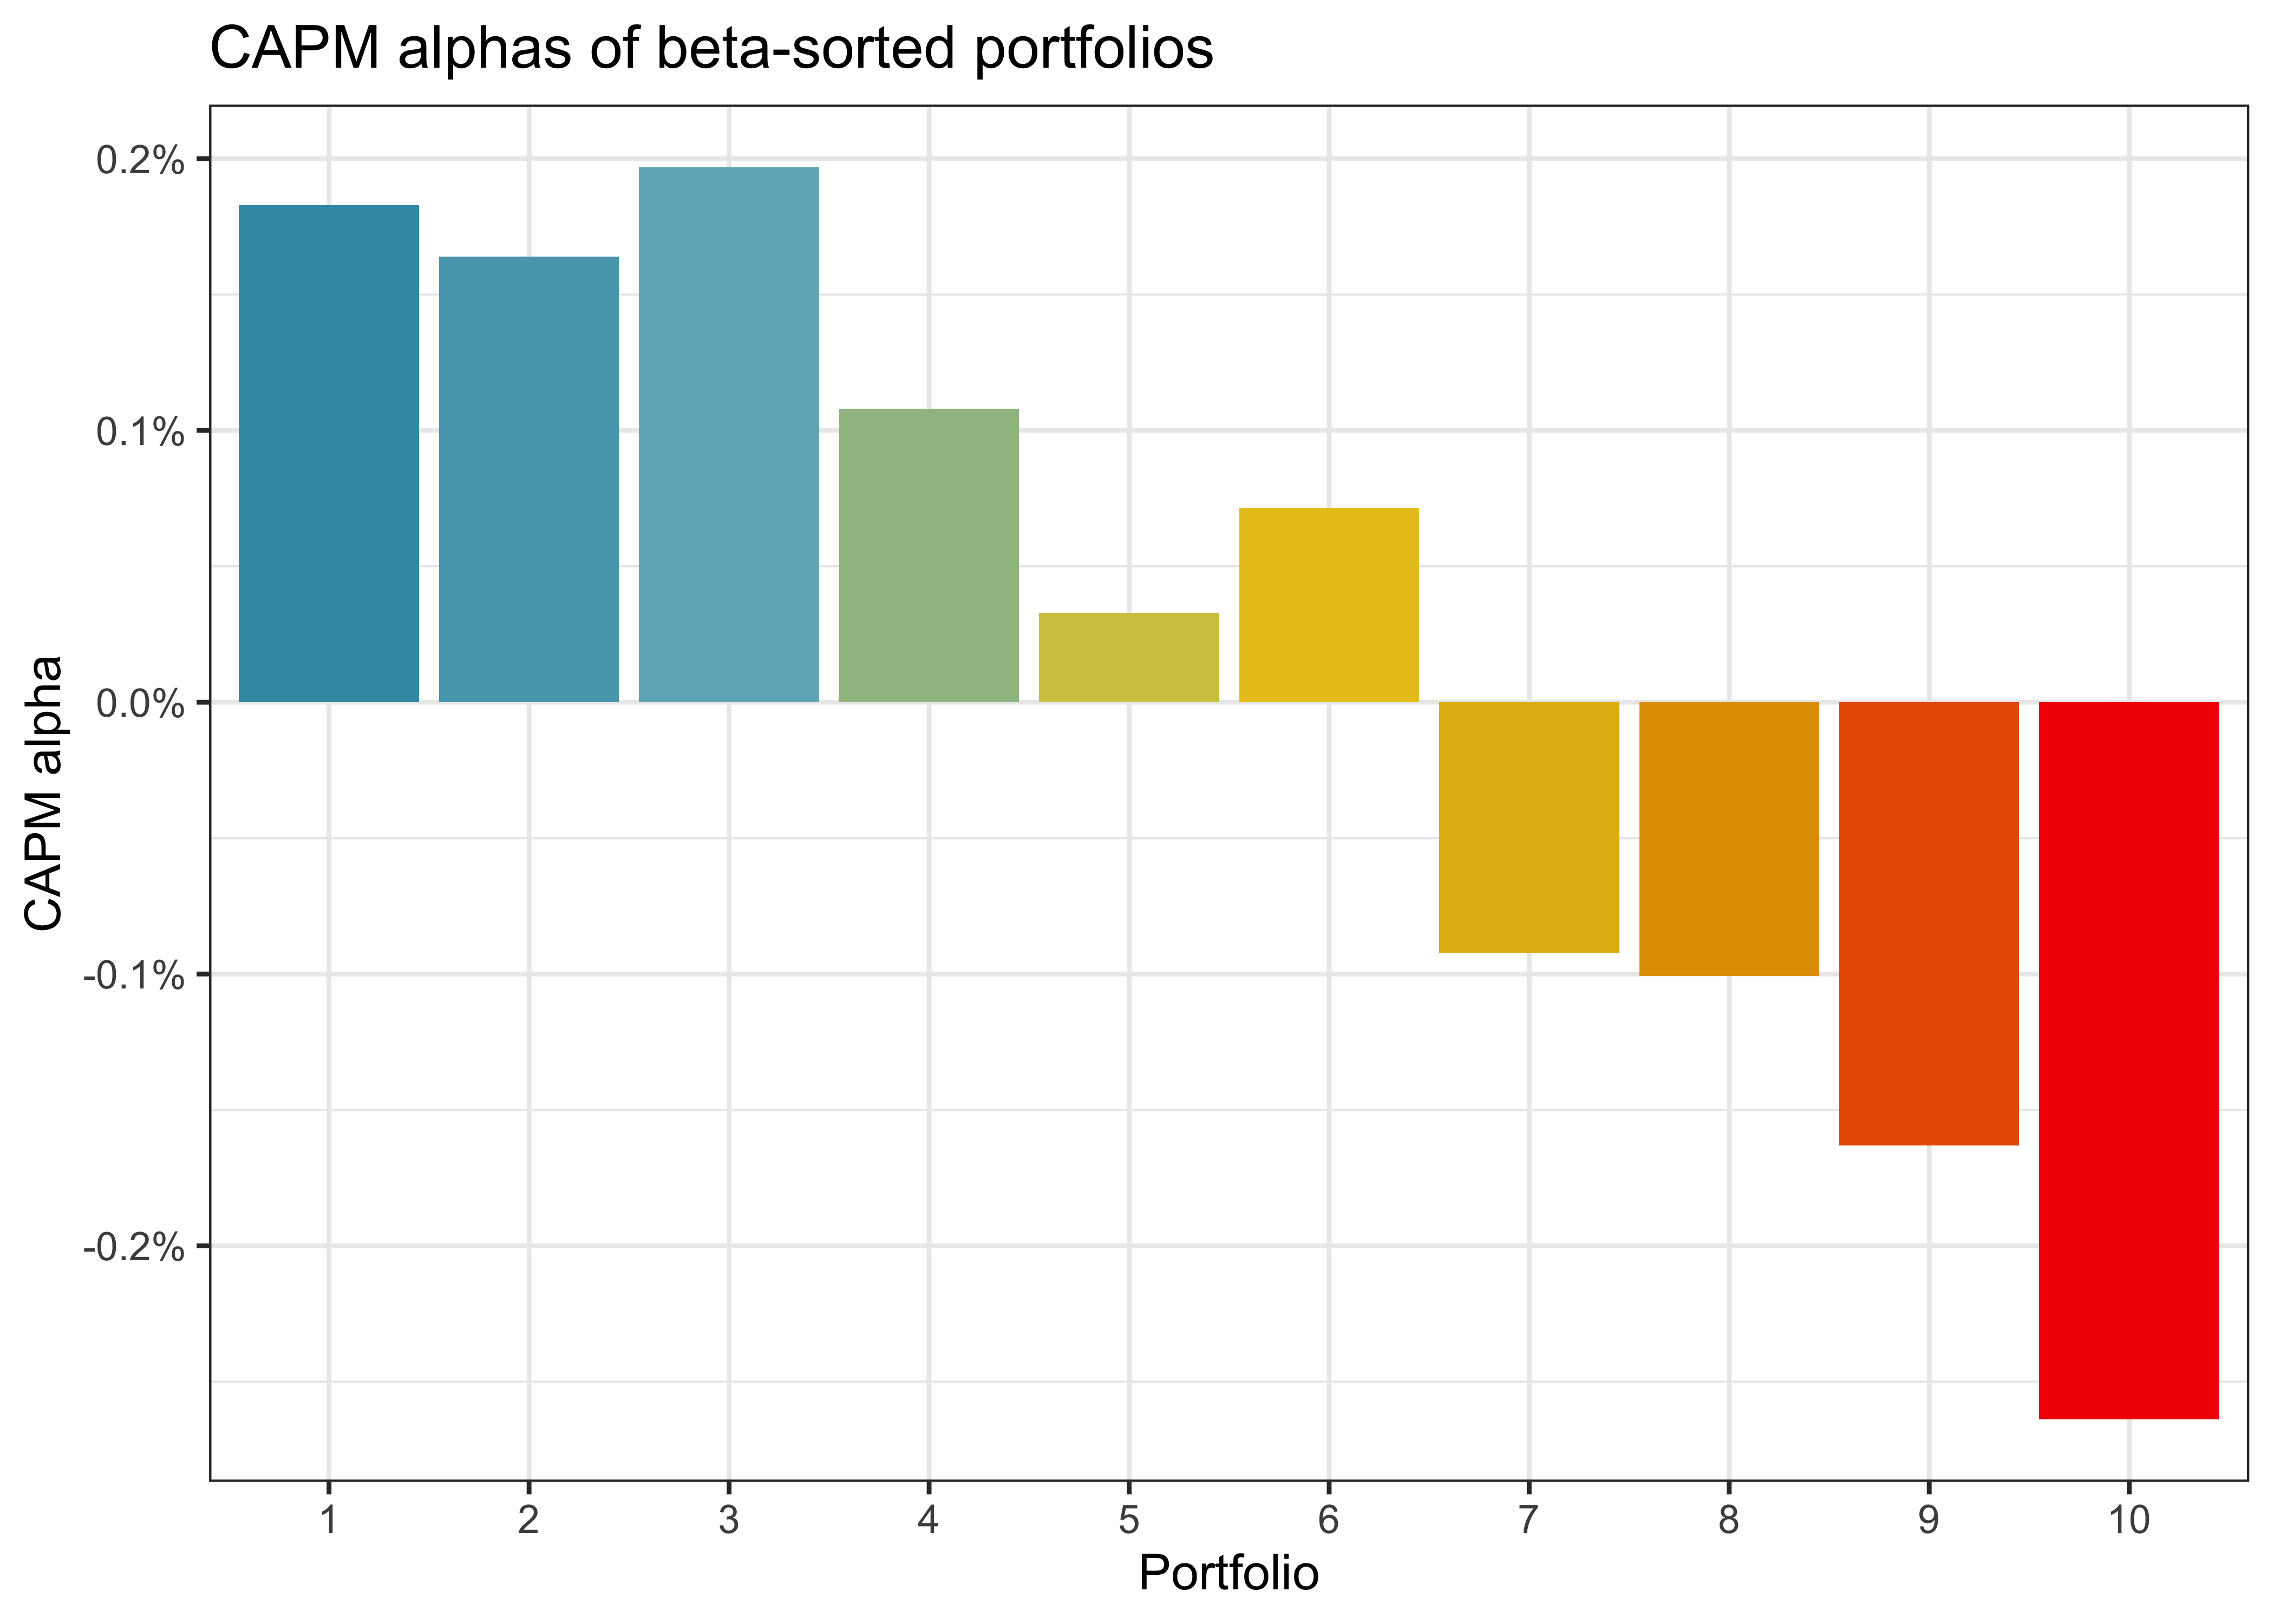 CAPM alphas of beta-sorted portfolios
CAPM alpha
0.2%
0.1%
0.0%
-0.1%
-0.2%
1 2 3 4 5 6 7 8 9 10
Portfolio